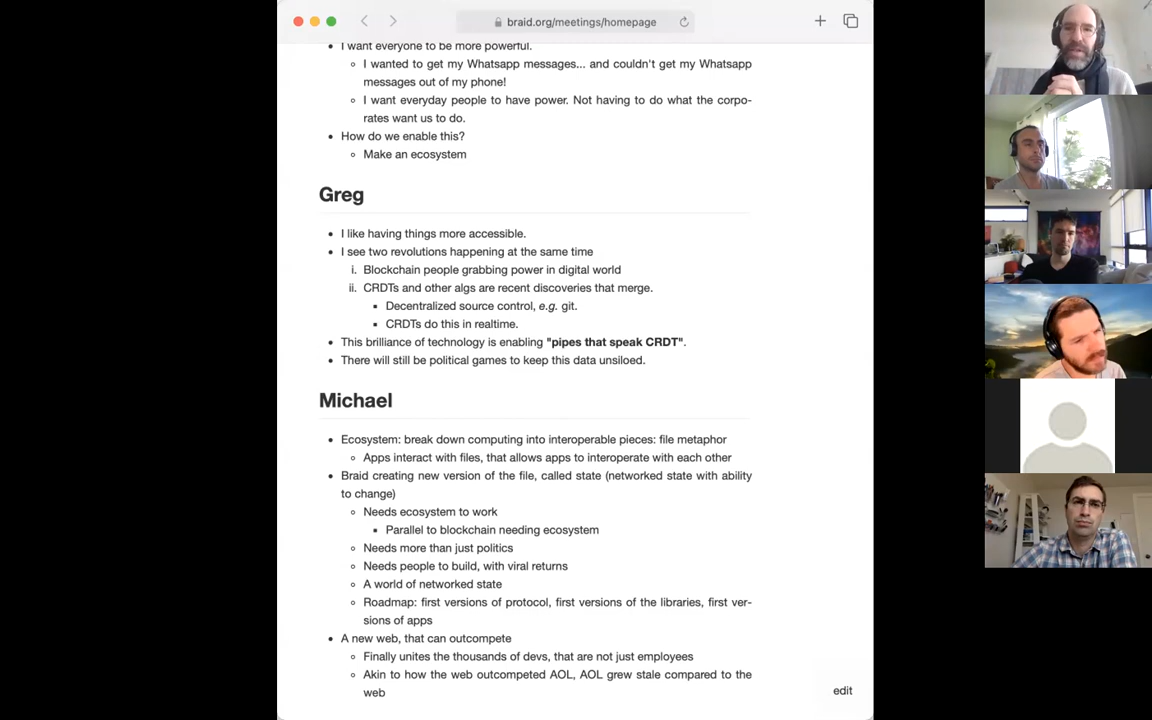 braid.org/meetings/homepage
I want everyone to be more powerful.
I wanted to get my Whatsapp messages... and couldn't get my Whatsapp
messages out of my phone!
I want everyday people to have power. Not having to do what the corpo-
rates want us to do.
How do we enable this?
Make an ecosystem
Greg
I like having things more accessible.
I see two revolutions happening at the same time
i. Blockchain people grabbing power in digital world
ii. CRDTs and other algs are recent discoveries that merge.
Decentralized source control, e.g. git.
CRDTs do this in realtime.
This brilliance of technology is enabling "pipes that speak CRDT".
There will still be political games to keep this data unsiloed.
Michael
Ecosystem: break down computing into interoperable pieces: file metaphor
Apps interact with files, that allows apps to interoperate with each other
Braid creating new version of the file, called state (networked state with ability
to change)
Needs ecosystem to work
Parallel to blockchain needing ecosystem
Needs more than just politics
Needs people to build, with viral returns
A world of networked state
Roadmap: first versions of protocol, first versions of the libraries, first ver-
sions of apps
A new web, that can outcompete
Finally unites the thousands of devs, that are not just employees
Akin to how the web outcompeted AOL, AOL grew stale compared to the
web
edit